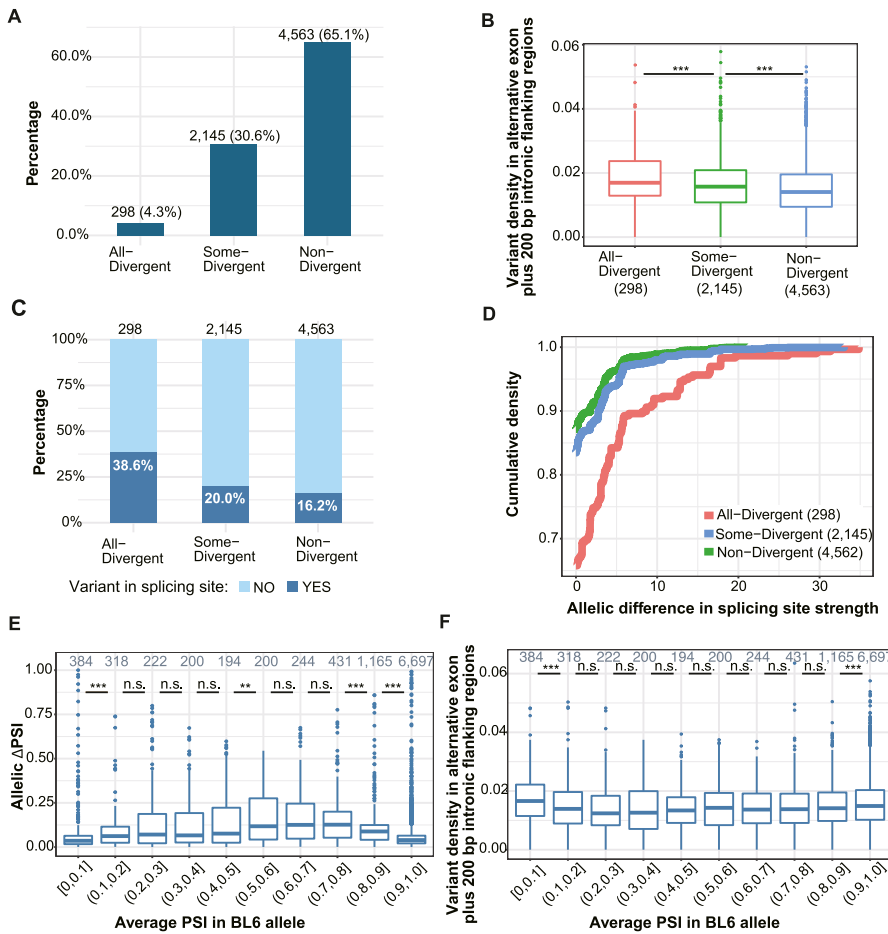 A
Percentage
60.0%
40.0%
20.0%
0.0%
4,563 (65.1%)
2,145 (30.6%)
298 (4.3%)
All-
Divergent
Some-
Divergent
Non-
Divergent
B
Variant density in alternative exon
plus 200 bp intronic flanking regions
0.06
0.04
0.02
0.00
*** ***
All-
Divergent
(298)
Some-
Divergent
(2,145)
Non-
Divergent
(4,563)
C
Percentage
298 2,145 4,563
100%
75%
50%
25%
0%
38.6%
20.0%
16.2%
All-
Divergent
Some-
Divergent
Non-
Divergent
Variant in splicing site: NO YES
D
Cumulative density
1.0
0.9
0.8
0.7
All-Divergent (298)
Some-Divergent (2,145)
Non-Divergent (4,562)
0 10 20 30
Allelic difference in splicing site strength
E
Allelic ΔPSI
384 318 222 200 194 200 244 431 1,165 6,697
*** n.s. n.s. n.s. ** n.s. n.s. *** ***
1.00
0.75
0.50
0.25
0.00
[0,0.1] (0.1,0.2] (0.2,0.3] (0.3,0.4] (0.4,0.5] (0.5,0.6] (0.6,0.7] (0.7,0.8] (0.8,0.9] (0.9,1.0]
Average PSI in BL6 allele
F
Variant density in alternative exon
plus 200 bp intronic flanking regions
384 318 222 200 194 200 244 431 1,165 6,697
*** n.s. n.s. n.s. n.s. n.s. n.s. n.s. ***
0.06
0.04
0.02
0.00
[0,0.1] (0.1,0.2] (0.2,0.3] (0.3,0.4] (0.4,0.5] (0.5,0.6] (0.6,0.7] (0.7,0.8] (0.8,0.9] (0.9,1.0]
Average PSI in BL6 allele